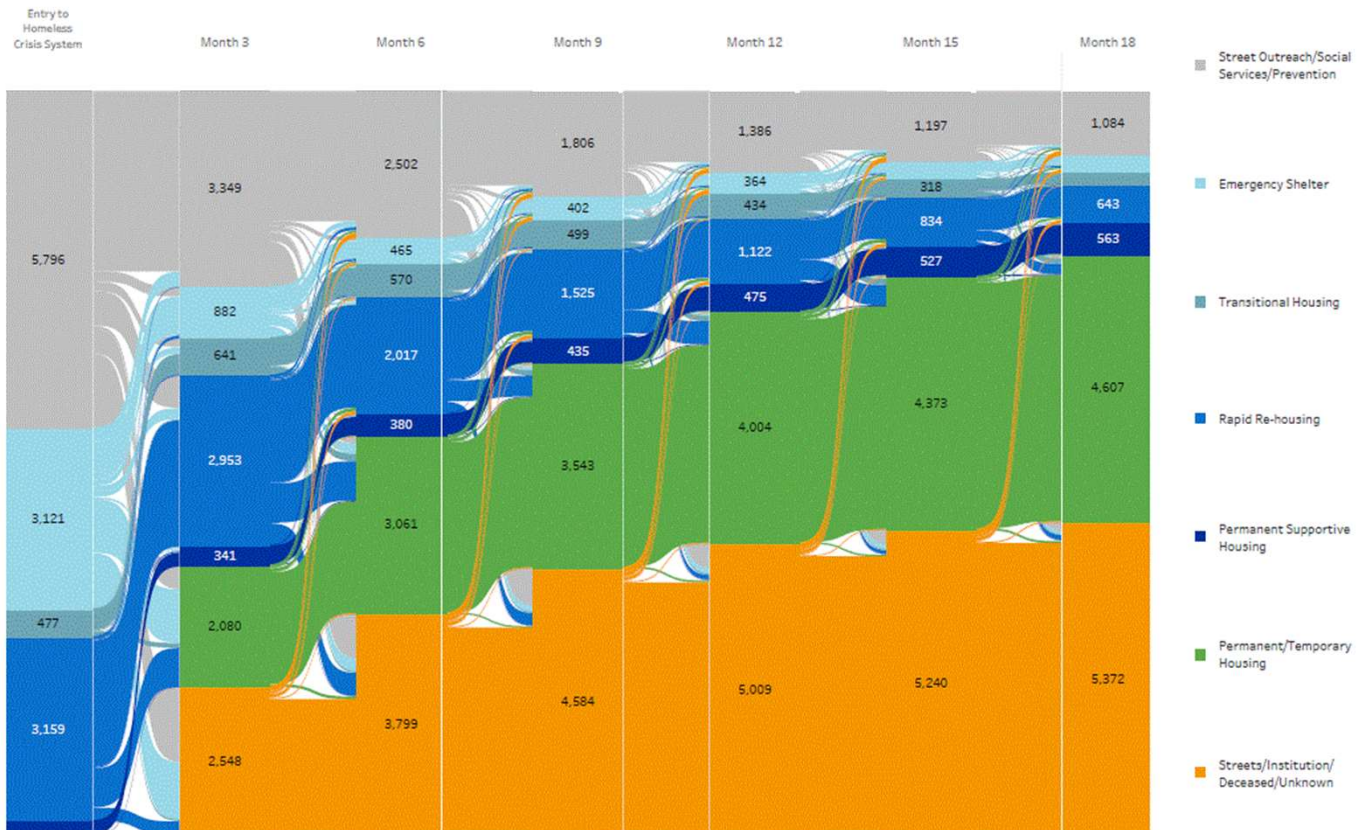 Entry to
Homeless
Crisis System
Month 3
Month 6
Month 9
Month 12
Month 15
Month 18
5,796
3,121
477
3,159
3,349
882
641
2,953
341
2,080
2,548
2,502
465
570
2,017
380
3,061
3,799
1,806
402
499
1,525
435
3,543
4,584
1,386
364
434
1,122
475
4,004
5,009
1,197
318
834
527
4,373
5,240
1,084
643
563
4,607
5,372
Street Outreach/Social
Services/Prevention
Emergency Shelter
Transitional Housing
Rapid Re-housing
Permanent Supportive
Housing
Permanent/Temporary
Housing
Streets/Institution/
Deceased/Unknown